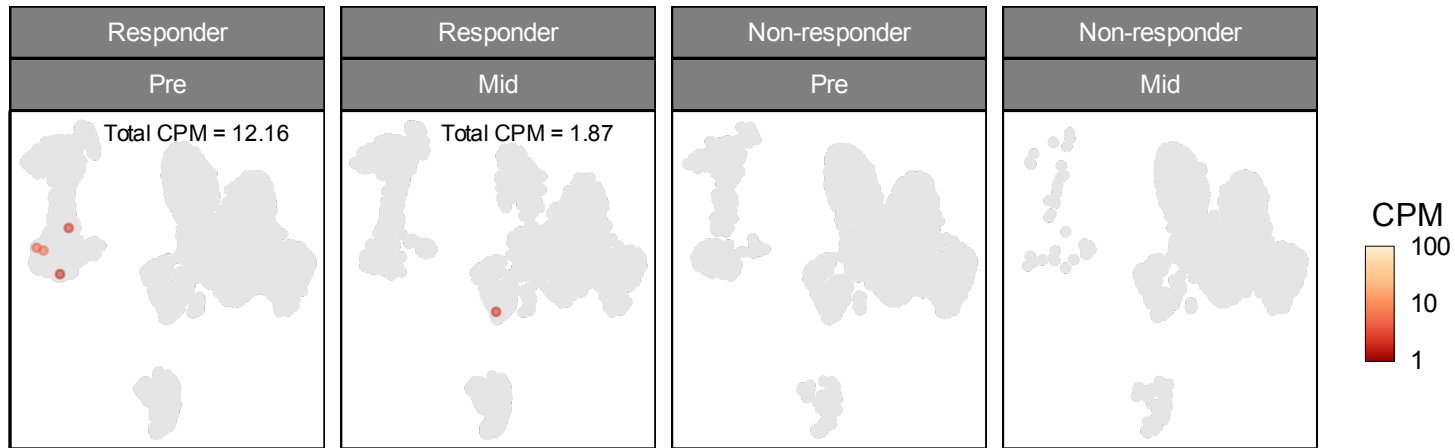 Responder
Responder
Non-responder
Non-responder
Pre
Mid
Pre
Mid
Total CPM = 12.16
Total CPM = 1.87
CPM
100
10
1